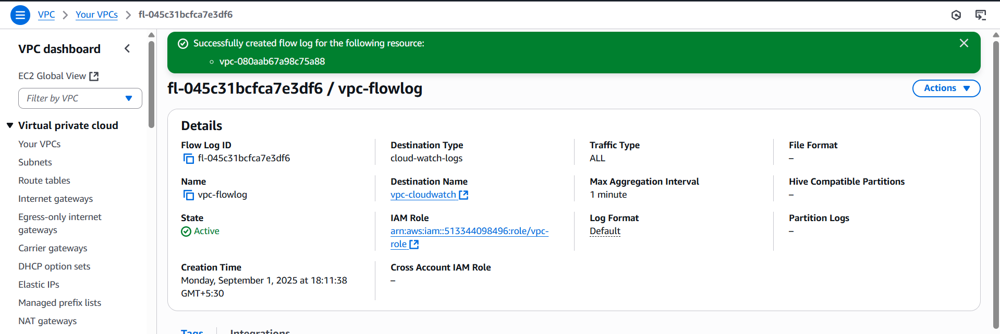 VPC > Your VPCs > fl-045c31bcfca7e3df6
VPC dashboard
EC2 Global View
Filter by VPC
Virtual private cloud
Your VPCs
Subnets
Route tables
Internet gateways
Egress-only internet
gateways
Carrier gateways
DHCP option sets
Elastic IPs
Managed prefix lists
NAT gateways
Successfully created flow log for the following resource:
vpc-080aab67a98c75a88
fl-045c31bcfca7e3df6 / vpc-flowlog
Actions
Details
Flow Log ID
fl-045c31bcfca7e3df6
Destination Type
cloud-watch-logs
Traffic Type
ALL
File Format
–
Name
vpc-flowlog
Destination Name
vpc-cloudwatch
Max Aggregation Interval
1 minute
Hive Compatible Partitions
–
State
Active
IAM Role
arn:aws:iam::513344098496:role/vpc-
role
Log Format
Default
Partition Logs
–
Creation Time
Monday, September 1, 2025 at 18:11:38
GMT+5:30
Cross Account IAM Role
–
Tags
Integrations